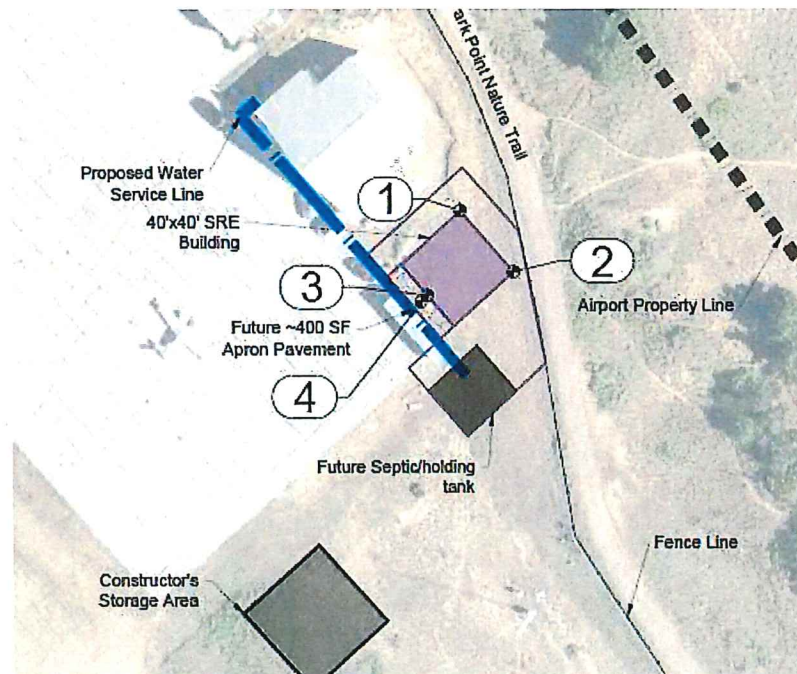 ark Point Nature Trail
Proposed Water
Service Line
40'x40' SRE
Building
1
2
3
Airport Property Line
Future ~400 SF
Apron Pavement
4
Future Septic/holding
tank
Fence Line
Constructor's
Storage Area